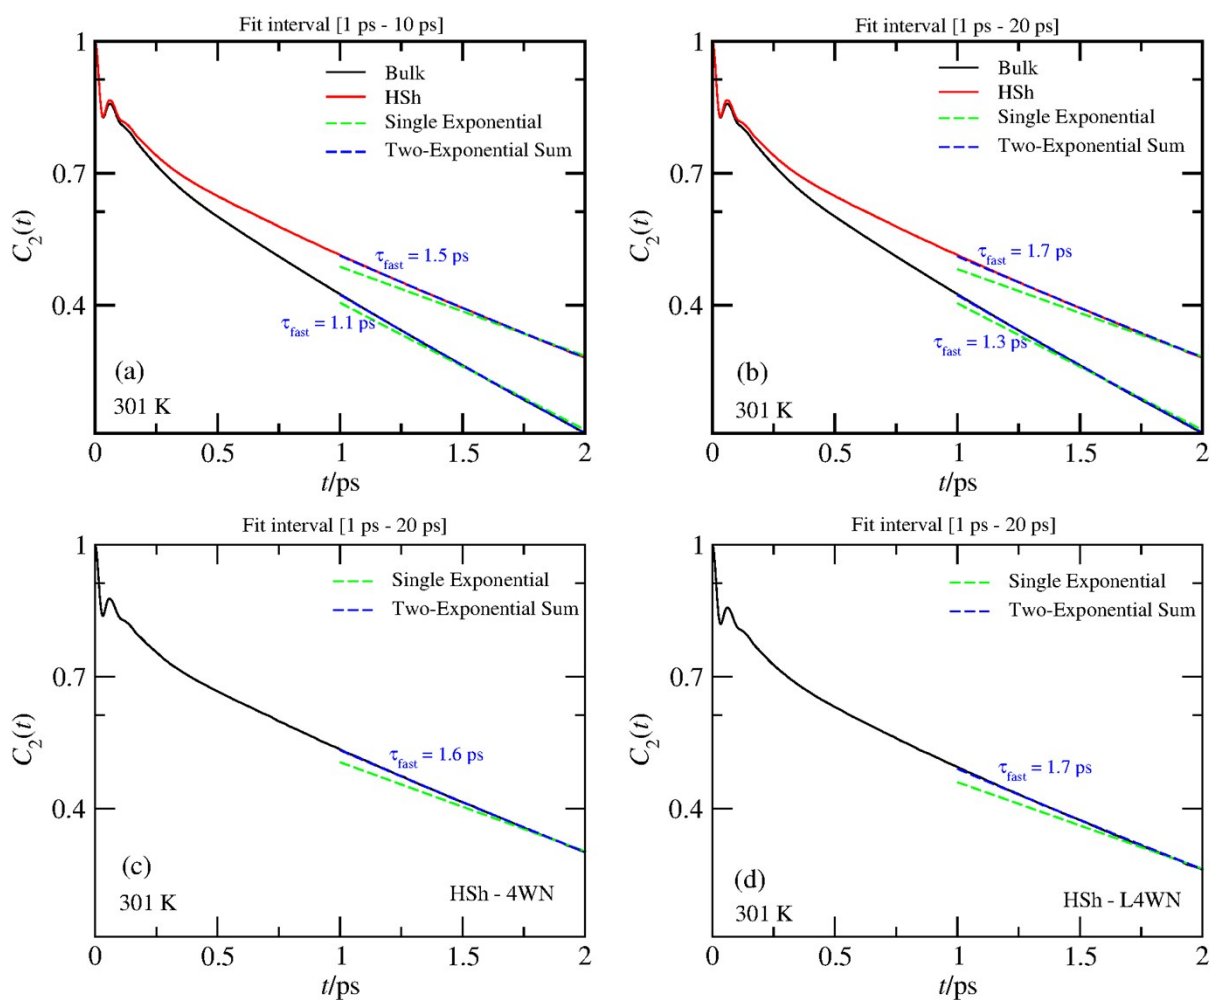 Fit interval [1 ps - 10 ps]
1
0.7
0.4
C2(t)
Bulk
HSh
Single Exponential
Two-Exponential Sum
τfast = 1.5 ps
τfast = 1.1 ps
(a)
301 K
0 0.5 1 1.5 2
t/ps
Fit interval [1 ps - 20 ps]
1
0.7
0.4
C2(t)
Bulk
HSh
Single Exponential
Two-Exponential Sum
τfast = 1.7 ps
τfast = 1.3 ps
(b)
301 K
0 0.5 1 1.5 2
t/ps
Fit interval [1 ps - 20 ps]
1
0.7
0.4
C2(t)
Single Exponential
Two-Exponential Sum
τfast = 1.6 ps
(c)
HSh - 4WN
301 K
0 0.5 1 1.5 2
t/ps
Fit interval [1 ps - 20 ps]
1
0.7
0.4
C2(t)
Single Exponential
Two-Exponential Sum
τfast = 1.7 ps
(d)
HSh - L4WN
301 K
0 0.5 1 1.5 2
t/ps